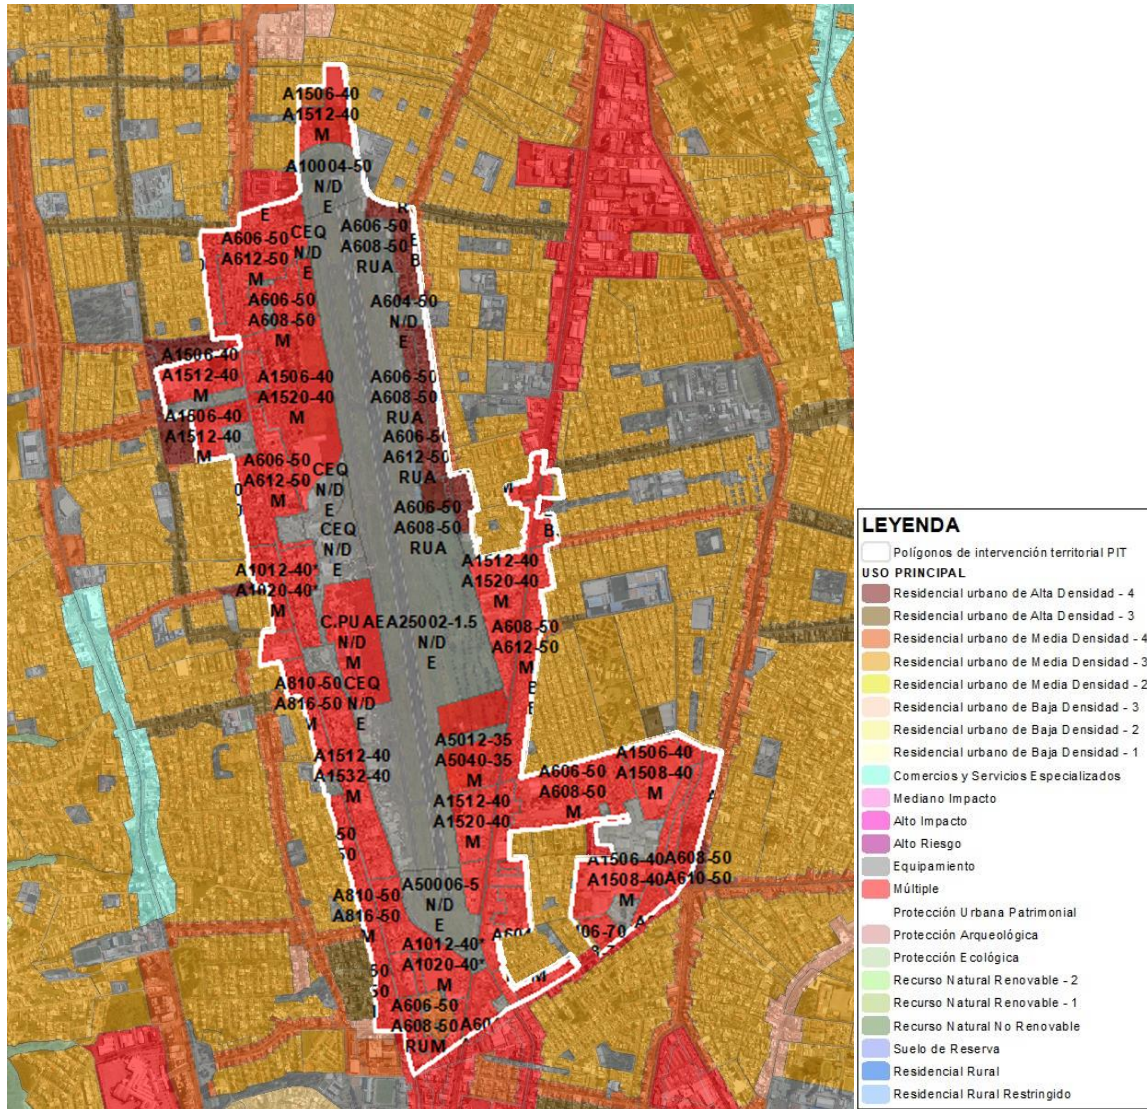 A1506-40
A1512-40
M
A10004-50
N/D
E
E
A606-50
A612-50
M
CEQ
N/D
E
A606-50
A608-50
RUA
A606-50
A608-50
M
A604-50
N/D
E
A1506-40
A1512-40
M
A1506-40
A1520-40
M
A606-50
A608-50
RUA
A1506-40
A1512-40
M
A606-50
A612-50
RUA
A606-50
A612-50
M
CEQ
N/D
E
A606-50
A608-50
RUA
CEQ
N/D
E
A1512-40
A1520-40
M
A1012-40*
A1020-40*
M
C.PUAE
N/D
M
A25002-1.5
N/D
E
A608-50
A612-50
M
A810-50
A816-50
M
CEQ
N/D
E
A1512-40
A1532-40
M
A5012-35
A5040-35
M
A606-50
A608-50
M
A1506-40
A1508-40
M
A1512-40
A1520-40
M
A1506-40
A1508-40
A608-50
A610-50
A810-50
A816-50
M
A50006-5
N/D
E
A1012-40*
A1020-40*
M
A606-50
A608-50
RUM
LEYENDA
Polígonos de intervención territorial PIT
USO PRINCIPAL
Residencial urbano de Alta Densidad - 4
Residencial urbano de Alta Densidad - 3
Residencial urbano de Media Densidad - 4
Residencial urbano de Media Densidad - 3
Residencial urbano de Media Densidad - 2
Residencial urbano de Baja Densidad - 3
Residencial urbano de Baja Densidad - 2
Residencial urbano de Baja Densidad - 1
Comercios y Servicios Especializados
Mediano Impacto
Alto Impacto
Alto Riesgo
Equipamiento
Múltiple
Protección Urbana Patrimonial
Protección Arqueológica
Protección Ecológica
Recurso Natural Renovable - 2
Recurso Natural Renovable - 1
Recurso Natural No Renovable
Suelo de Reserva
Residencial Rural
Residencial Rural Restringido